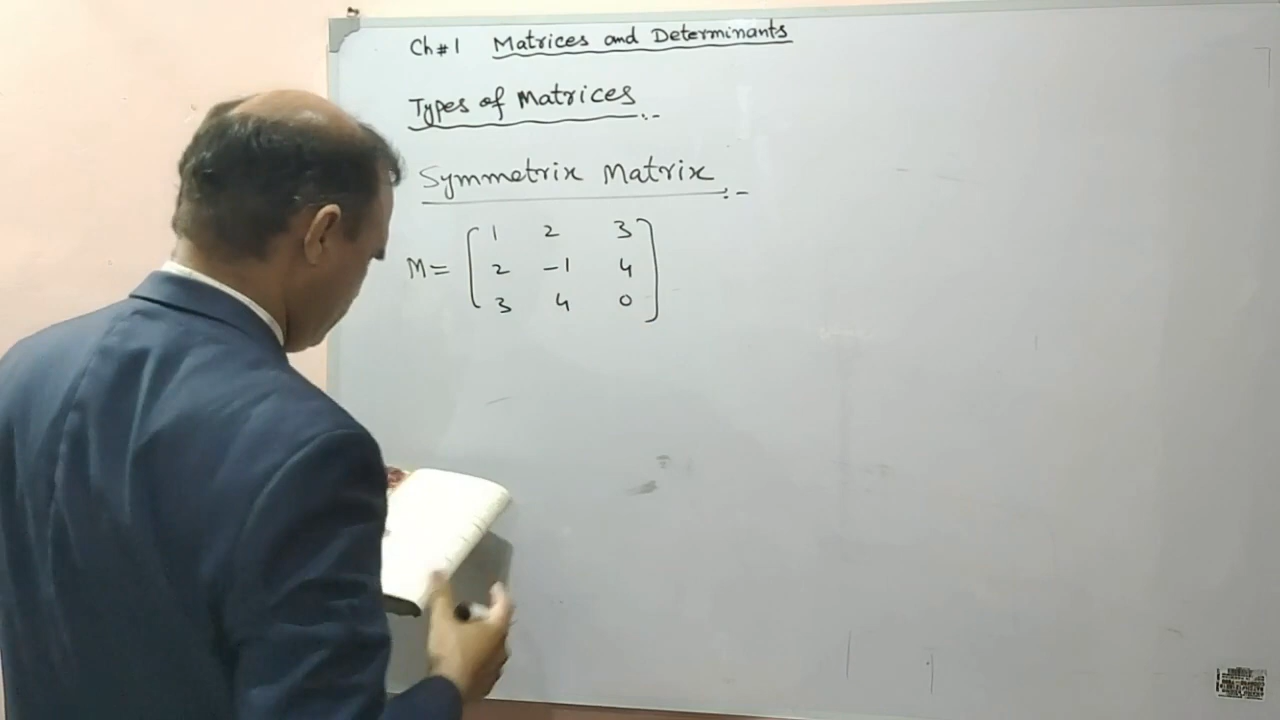 Ch#1 Matrices and Determinants
Types of Matrices :-
Symmetrix Matrix :-
M = [ 1 2 3
2 -1 4
3 4 0 ]